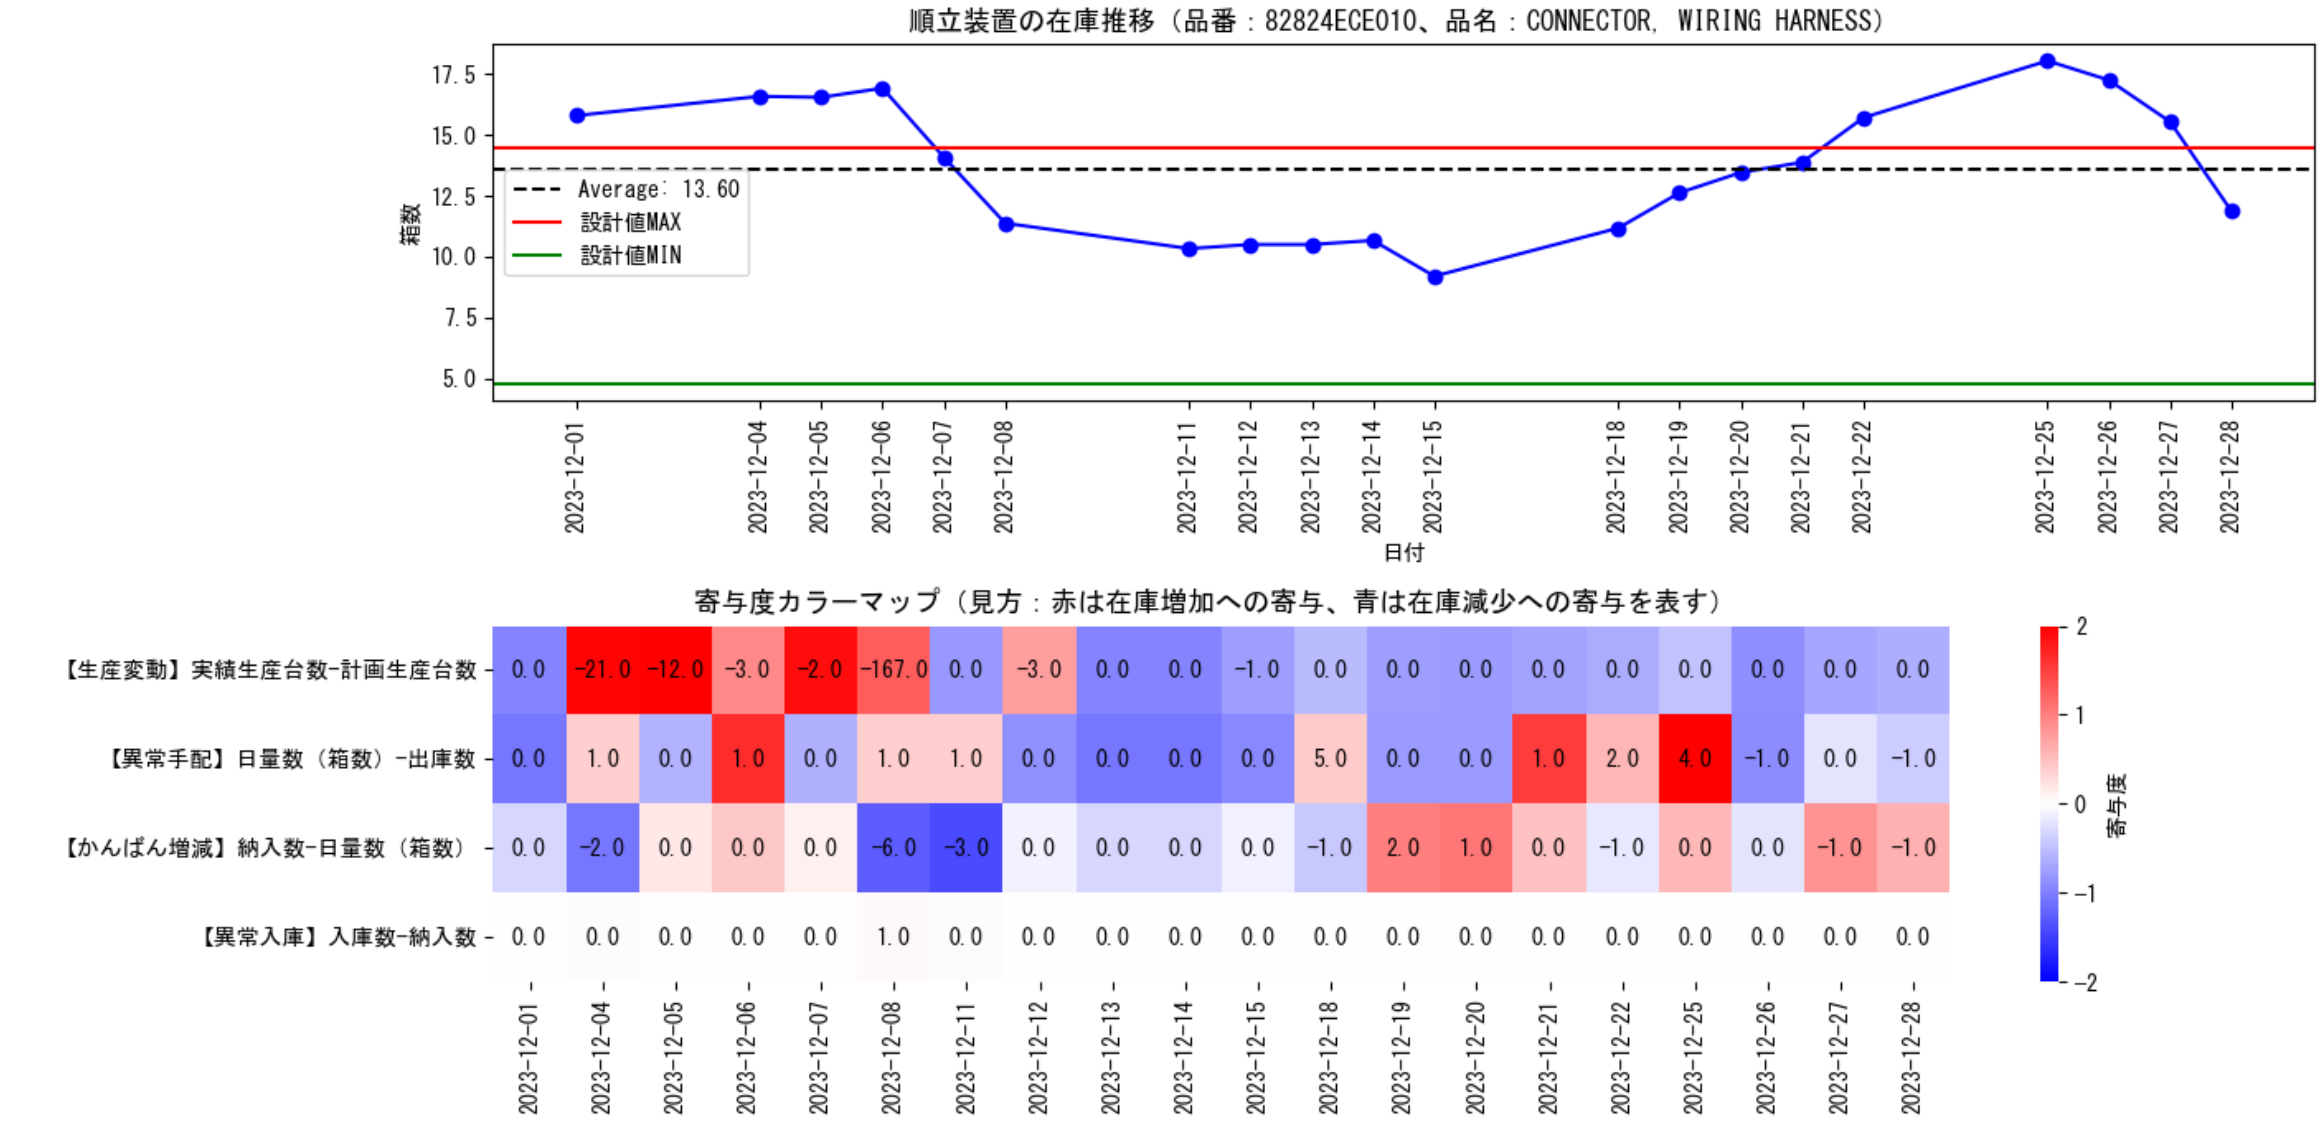 順立装置の在庫推移（品番：82824ECE010、品名：CONNECTOR, WIRING HARNESS）
17.5
15.0
12.5
10.0
7.5
5.0
箱数
Average: 13.60
設計値MAX
設計値MIN
2023-12-01 2023-12-04 2023-12-05 2023-12-06 2023-12-07 2023-12-08 2023-12-11 2023-12-12 2023-12-13 2023-12-14 2023-12-15 2023-12-18 2023-12-19 2023-12-20 2023-12-21 2023-12-22 2023-12-25 2023-12-26 2023-12-27 2023-12-28
日付
寄与度カラーマップ（見方：赤は在庫増加への寄与、青は在庫減少への寄与を表す）
【生産変動】実績生産台数-計画生産台数 0.0 -21.0 -12.0 -3.0 -2.0 -167.0 0.0 -3.0 0.0 0.0 -1.0 0.0 0.0 0.0 0.0 0.0 0.0 0.0 0.0 0.0
【異常手配】日量数（箱数）-出庫数 0.0 1.0 0.0 1.0 0.0 1.0 1.0 0.0 0.0 0.0 0.0 5.0 0.0 0.0 1.0 2.0 4.0 -1.0 0.0 -1.0
【かんばん増減】納入数-日量数（箱数） 0.0 -2.0 0.0 0.0 0.0 -6.0 -3.0 0.0 0.0 0.0 0.0 -1.0 2.0 1.0 0.0 -1.0 0.0 0.0 -1.0 -1.0
【異常入庫】入庫数-納入数 0.0 0.0 0.0 0.0 0.0 1.0 0.0 0.0 0.0 0.0 0.0 0.0 0.0 0.0 0.0 0.0 0.0 0.0 0.0 0.0
2023-12-01 2023-12-04 2023-12-05 2023-12-06 2023-12-07 2023-12-08 2023-12-11 2023-12-12 2023-12-13 2023-12-14 2023-12-15 2023-12-18 2023-12-19 2023-12-20 2023-12-21 2023-12-22 2023-12-25 2023-12-26 2023-12-27 2023-12-28
2
1
0
-1
-2
寄与度